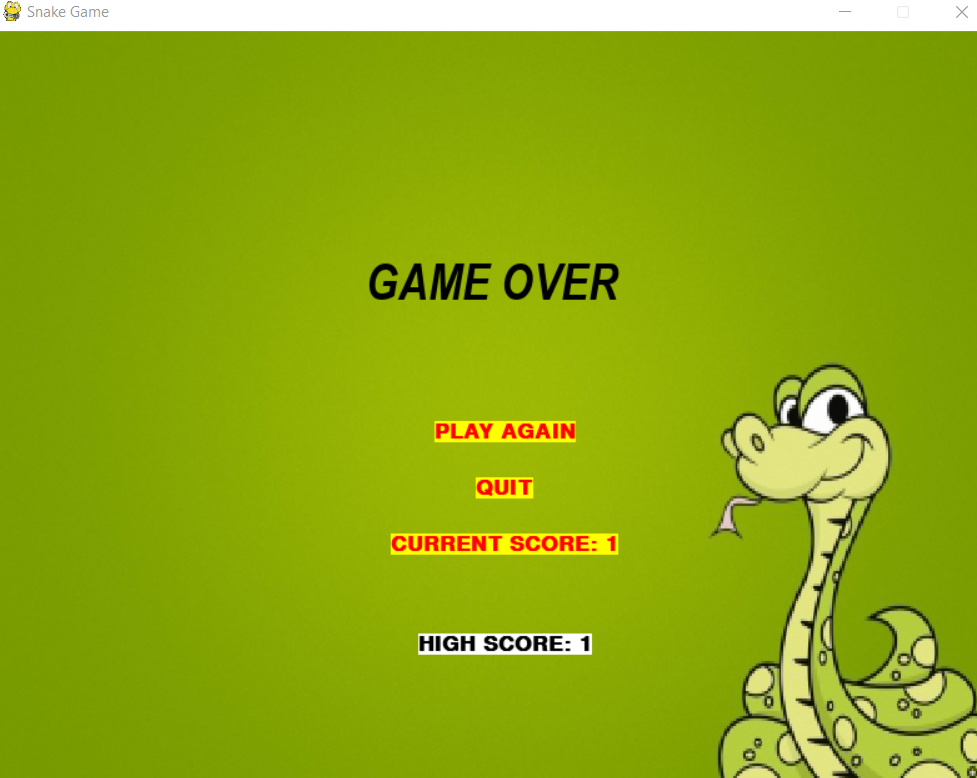 Snake Game
GAME OVER
PLAY AGAIN
QUIT
CURRENT SCORE: 1
HIGH SCORE: 1